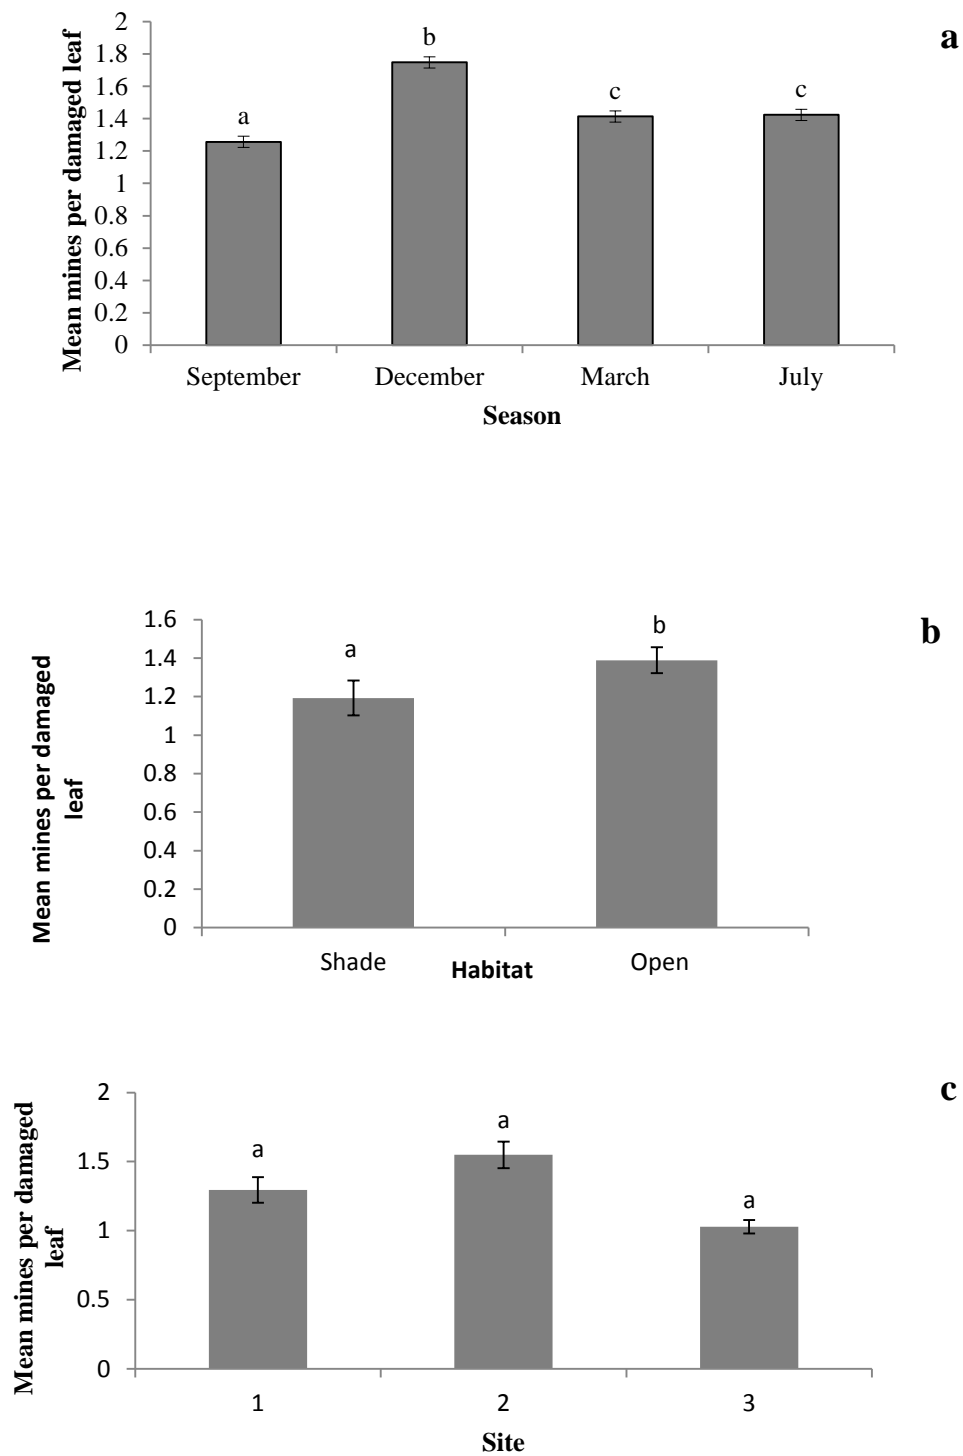 a
Mean mines per damaged leaf
2
1.8
1.6
1.4
1.2
1
0.8
0.6
0.4
0.2
0
a
b
c
c
September December March July
Season
b
Mean mines per damaged
leaf
1.6
1.4
1.2
1
0.8
0.6
0.4
0.2
0
a
b
Shade Open
Habitat
c
Mean mines per damaged
leaf
2
1.5
1
0.5
0
a
a
a
1 2 3
Site